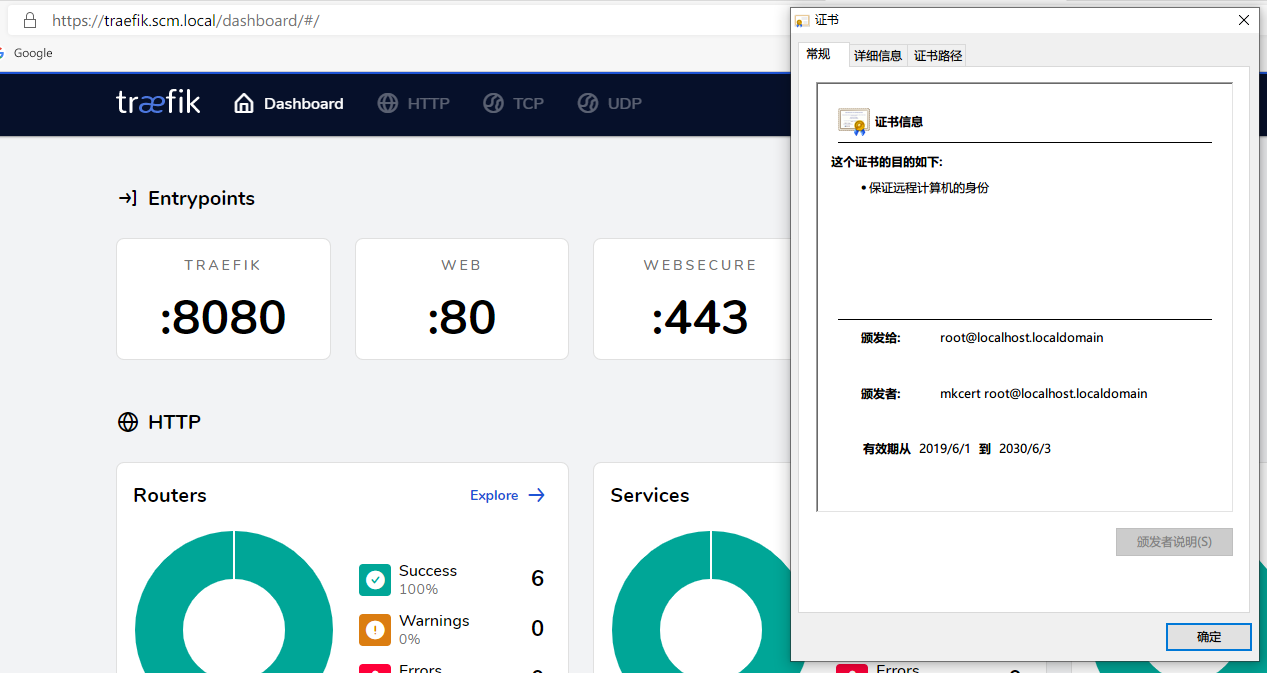 https://traefik.scm.local/dashboard/#/
Google
træfik
Dashboard
HTTP
TCP
UDP
Entrypoints
TRAEFIK
:8080
WEB
:80
WEBSECURE
:443
HTTP
Routers
Explore
Success
100%
6
Warnings
0%
0
Errors
Services
Errors
证书
常规
详细信息
证书路径
证书信息
这个证书的目的如下:
• 保证远程计算机的身份
颁发给: root@localhost.localdomain
颁发者: mkcert root@localhost.localdomain
有效期从 2019/6/1 到 2030/6/3
颁发者说明(S)
确定